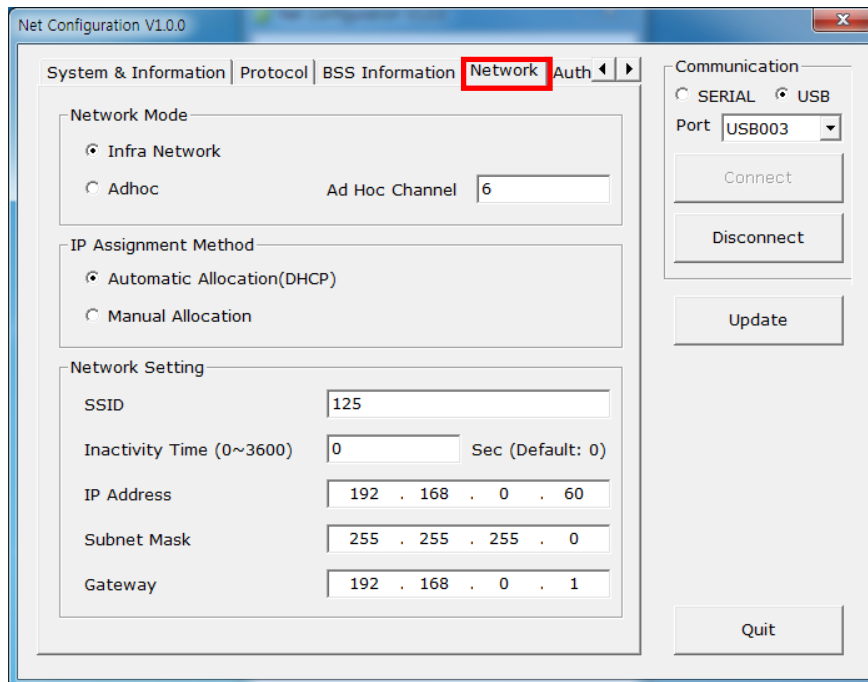 Net Configuration V1.0.0
System & Information Protocol BSS Information Network Auth
Network Mode
Infra Network
Adhoc Ad Hoc Channel 6
IP Assignment Method
Automatic Allocation(DHCP)
Manual Allocation
Network Setting
SSID 125
Inactivity Time (0~3600) 0 Sec (Default: 0)
IP Address 192 . 168 . 0 . 60
Subnet Mask 255 . 255 . 255 . 0
Gateway 192 . 168 . 0 . 1
Communication
SERIAL USB
Port USB003
Connect
Disconnect
Update
Quit